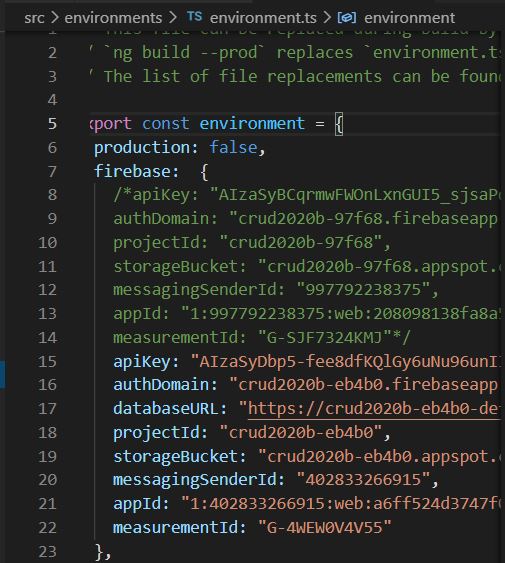 src > environments > TS environment.ts > environment
2 / `ng build --prod` replaces `environment.ts
3 / The list of file replacements can be foun
4
5 xport const environment = {
6 production: false,
7 firebase: {
8 /*apiKey: "AIzaSyBCqrmwFWOnLxnGUI5_sjsaP
9 authDomain: "crud2020b-97f68.firebaseapp
10 projectId: "crud2020b-97f68",
11 storageBucket: "crud2020b-97f68.appspot.
12 messagingSenderId: "997792238375",
13 appId: "1:997792238375:web:208098138fa8a5
14 measurementId: "G-SJF7324KMJ"*/
15 apiKey: "AIzaSyDbp5-fee8dfKQlGy6uNu96unI
16 authDomain: "crud2020b-eb4b0.firebaseapp
17 databaseURL: "https://crud2020b-eb4b0-de
18 projectId: "crud2020b-eb4b0",
19 storageBucket: "crud2020b-eb4b0.appspot.
20 messagingSenderId: "402833266915",
21 appId: "1:402833266915:web:a6ff524d3747f
22 measurementId: "G-4WEW0V4V55"
23 },